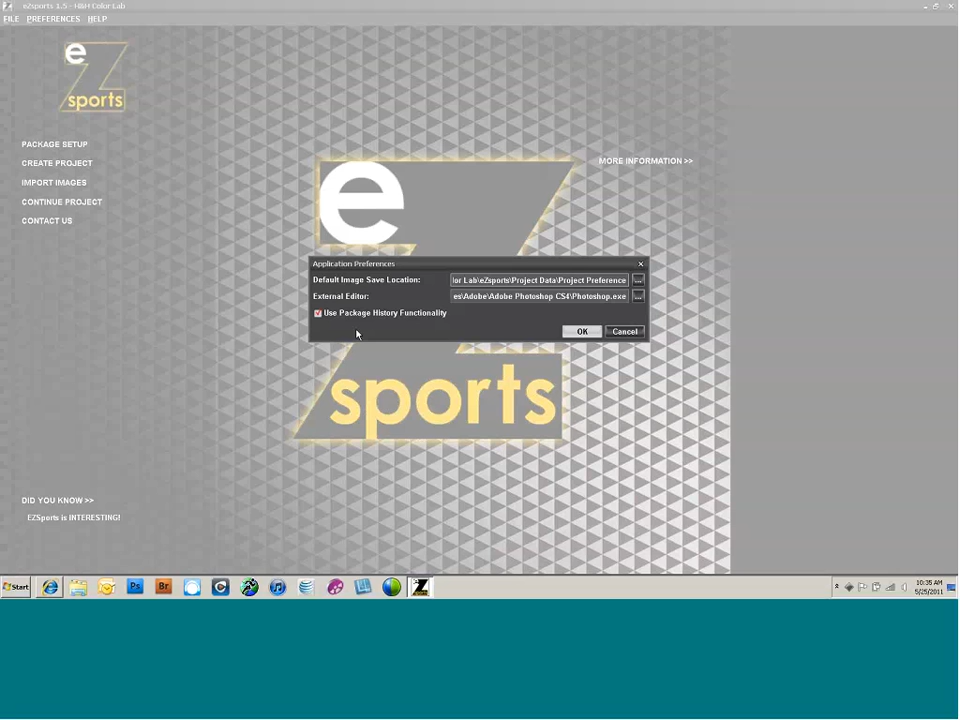 eZsports 1.5 - H&H Color Lab
FILE PREFERENCES HELP
e
sports
PACKAGE SETUP
CREATE PROJECT
IMPORT IMAGES
CONTINUE PROJECT
CONTACT US
MORE INFORMATION >>
e
Application Preferences
Default Image Save Location: lor Lab\eZsports\Project Data\Project Preference ...
External Editor: es\Adobe\Adobe Photoshop CS4\Photoshop.exe ...
Use Package History Functionality
OK Cancel
sports
DID YOU KNOW >>
EZSports is INTERESTING!
Start Ps Br 10:35 AM
5/25/2011